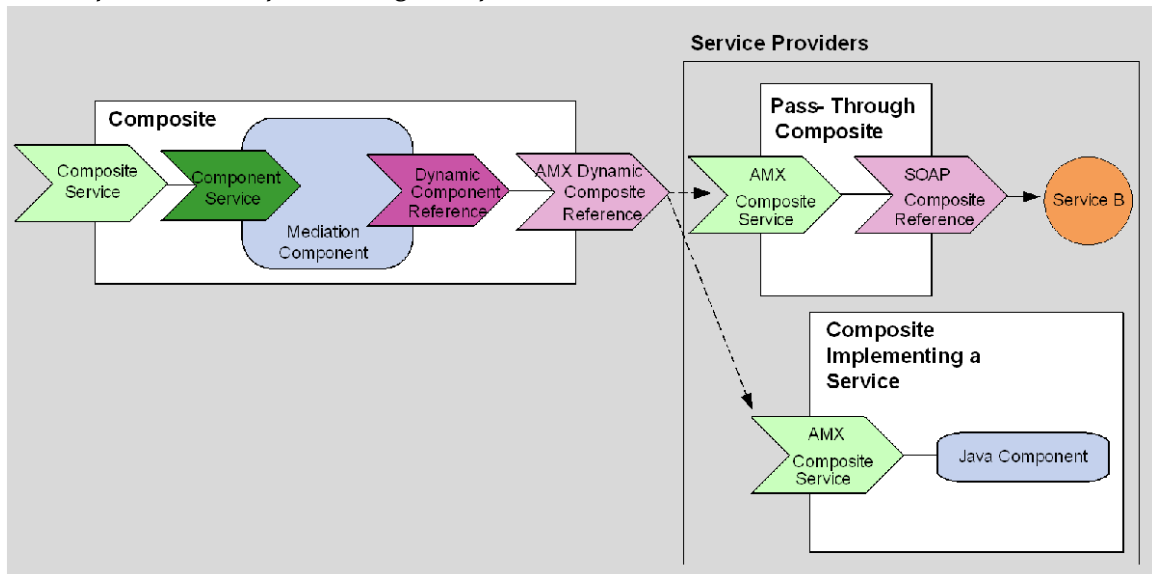 Service Providers
Composite
Composite
Service
Component
Service
Mediation
Component
Dynamic
Component
Reference
AMX Dynamic
Composite
Reference
Pass- Through
Composite
AMX
Composite
Service
SOAP
Composite
Reference
Service B
Composite
Implementing a
Service
AMX
Composite
Service
Java Component